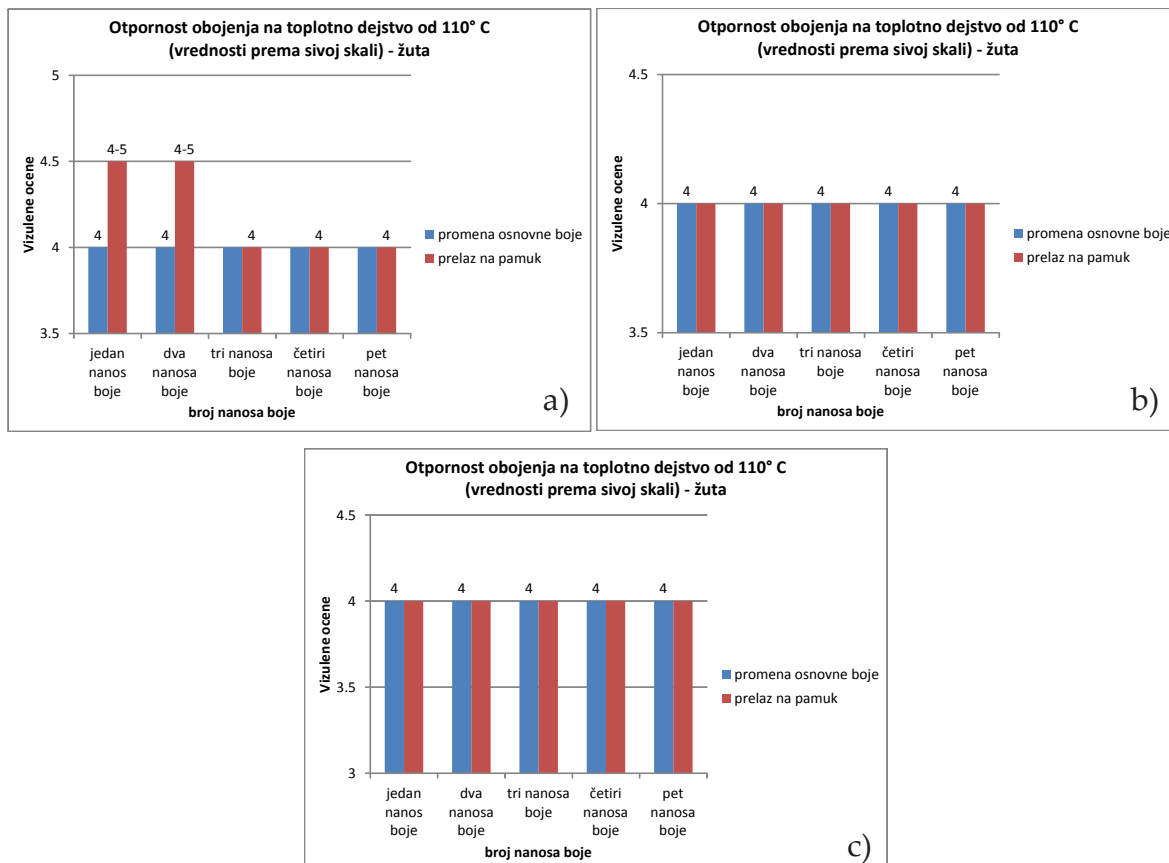 Otpornost obojenja na toplotno dejstvo od 110° C
(vrednosti prema sivoj skali) - žuta
5
4.5
4
3.5
Vizulene ocene
4-5 4-5
4 4 4 4 4
promena osnovne boje
prelaz na pamuk
jedan nanos boje
dva nanosa boje
tri nanosa boje
četiri nanosa boje
pet nanosa boje
broj nanosa boje
a)
Otpornost obojenja na toplotno dejstvo od 110° C
(vrednosti prema sivoj skali) - žuta
4.5
4
3.5
Vizulene ocene
4 4 4 4 4
promena osnovne boje
prelaz na pamuk
jedan nanos boje
dva nanosa boje
tri nanosa boje
četiri nanosa boje
pet nanosa boje
broj nanosa boje
b)
Otpornost obojenja na toplotno dejstvo od 110° C
(vrednosti prema sivoj skali) - žuta
4.5
4
3.5
3
Vizulene ocene
4 4 4 4 4
promena osnovne boje
prelaz na pamuk
jedan nanos boje
dva nanosa boje
tri nanosa boje
četiri nanosa boje
pet nanosa boje
broj nanosa boje
c)